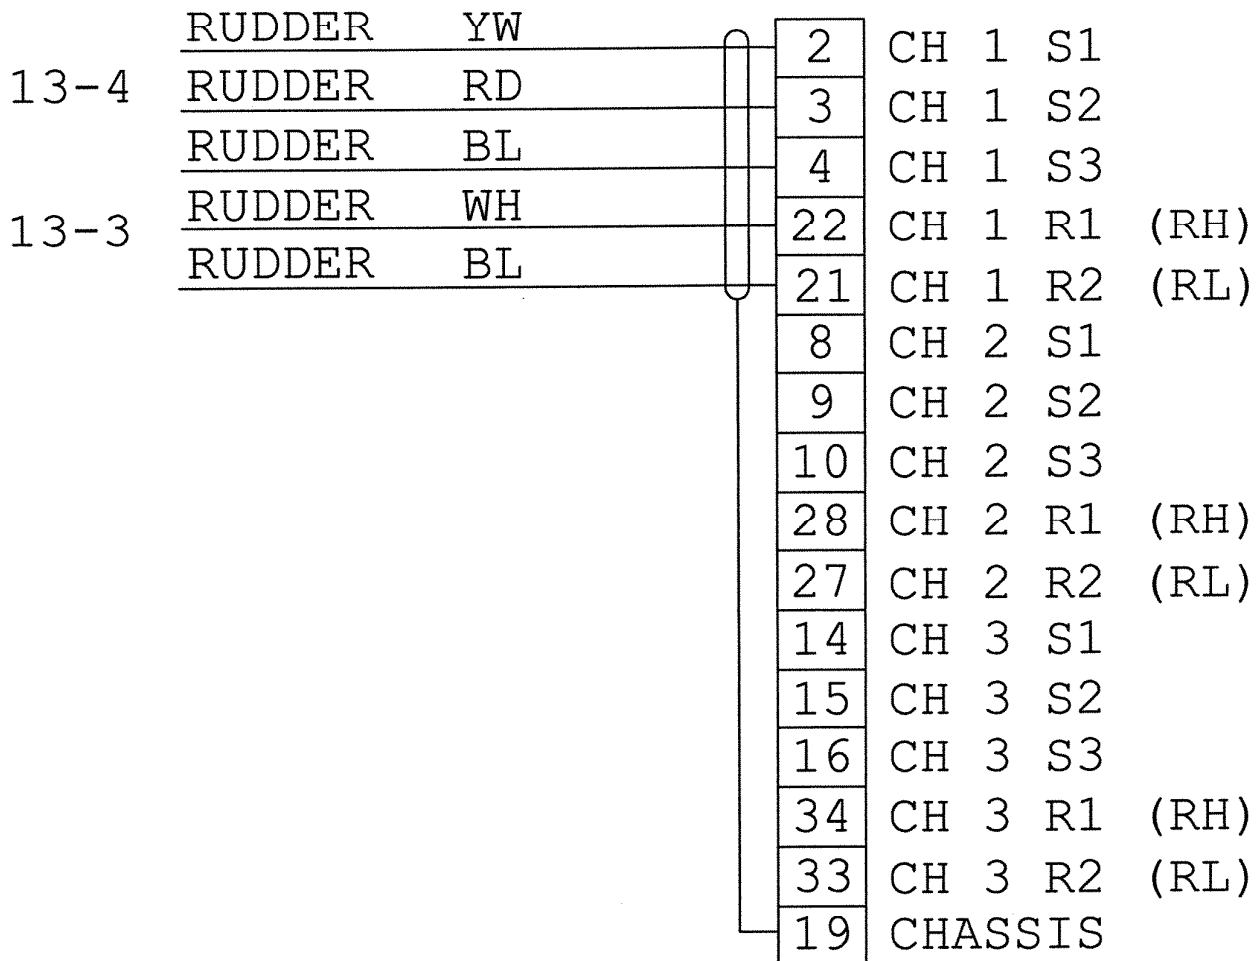 RUDDER YW 2 CH 1 S1
13-4 RUDDER RD 3 CH 1 S2
RUDDER BL 4 CH 1 S3
13-3 RUDDER WH 22 CH 1 R1 (RH)
RUDDER BL 21 CH 1 R2 (RL)
8 CH 2 S1
9 CH 2 S2
10 CH 2 S3
28 CH 2 R1 (RH)
27 CH 2 R2 (RL)
14 CH 3 S1
15 CH 3 S2
16 CH 3 S3
34 CH 3 R1 (RH)
33 CH 3 R2 (RL)
19 CHASSIS